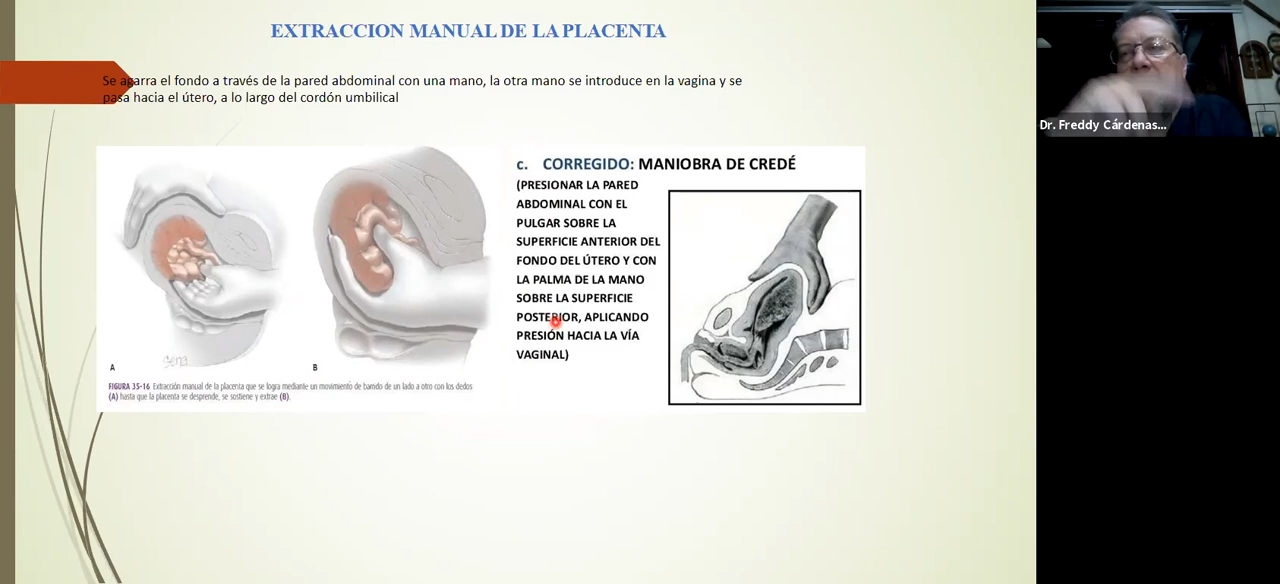 EXTRACCION MANUAL DE LA PLACENTA
Se agarra el fondo a través de la pared abdominal con una mano, la otra mano se introduce en la vagina y se
pasa hacia el útero, a lo largo del cordón umbilical
A
B
FIGURA 35-16 Extracción manual de la placenta que se logra mediante un movimiento de barrido de un lado a otro con los dedos
(A) hasta que la placenta se desprende, se sostiene y extrae (B).
c. CORREGIDO: MANIOBRA DE CREDÉ
(PRESIONAR LA PARED
ABDOMINAL CON EL
PULGAR SOBRE LA
SUPERFICIE ANTERIOR DEL
FONDO DEL ÚTERO Y CON
LA PALMA DE LA MANO
SOBRE LA SUPERFICIE
POSTERIOR, APLICANDO
PRESIÓN HACIA LA VÍA
VAGINAL)
Dr. Freddy Cárdenas...